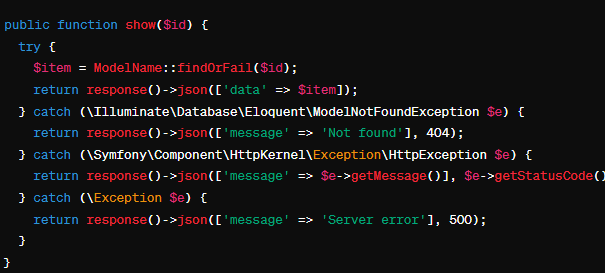 public function show($id) {
try {
$item = ModelName::findOrFail($id);
return response()->json(['data' => $item]);
} catch (\Illuminate\Database\Eloquent\ModelNotFoundException $e) {
return response()->json(['message' => 'Not found'], 404);
} catch (\Symfony\Component\HttpKernel\Exception\HttpException $e) {
return response()->json(['message' => $e->getMessage()], $e->getStatusCode()
} catch (\Exception $e) {
return response()->json(['message' => 'Server error'], 500);
}
}